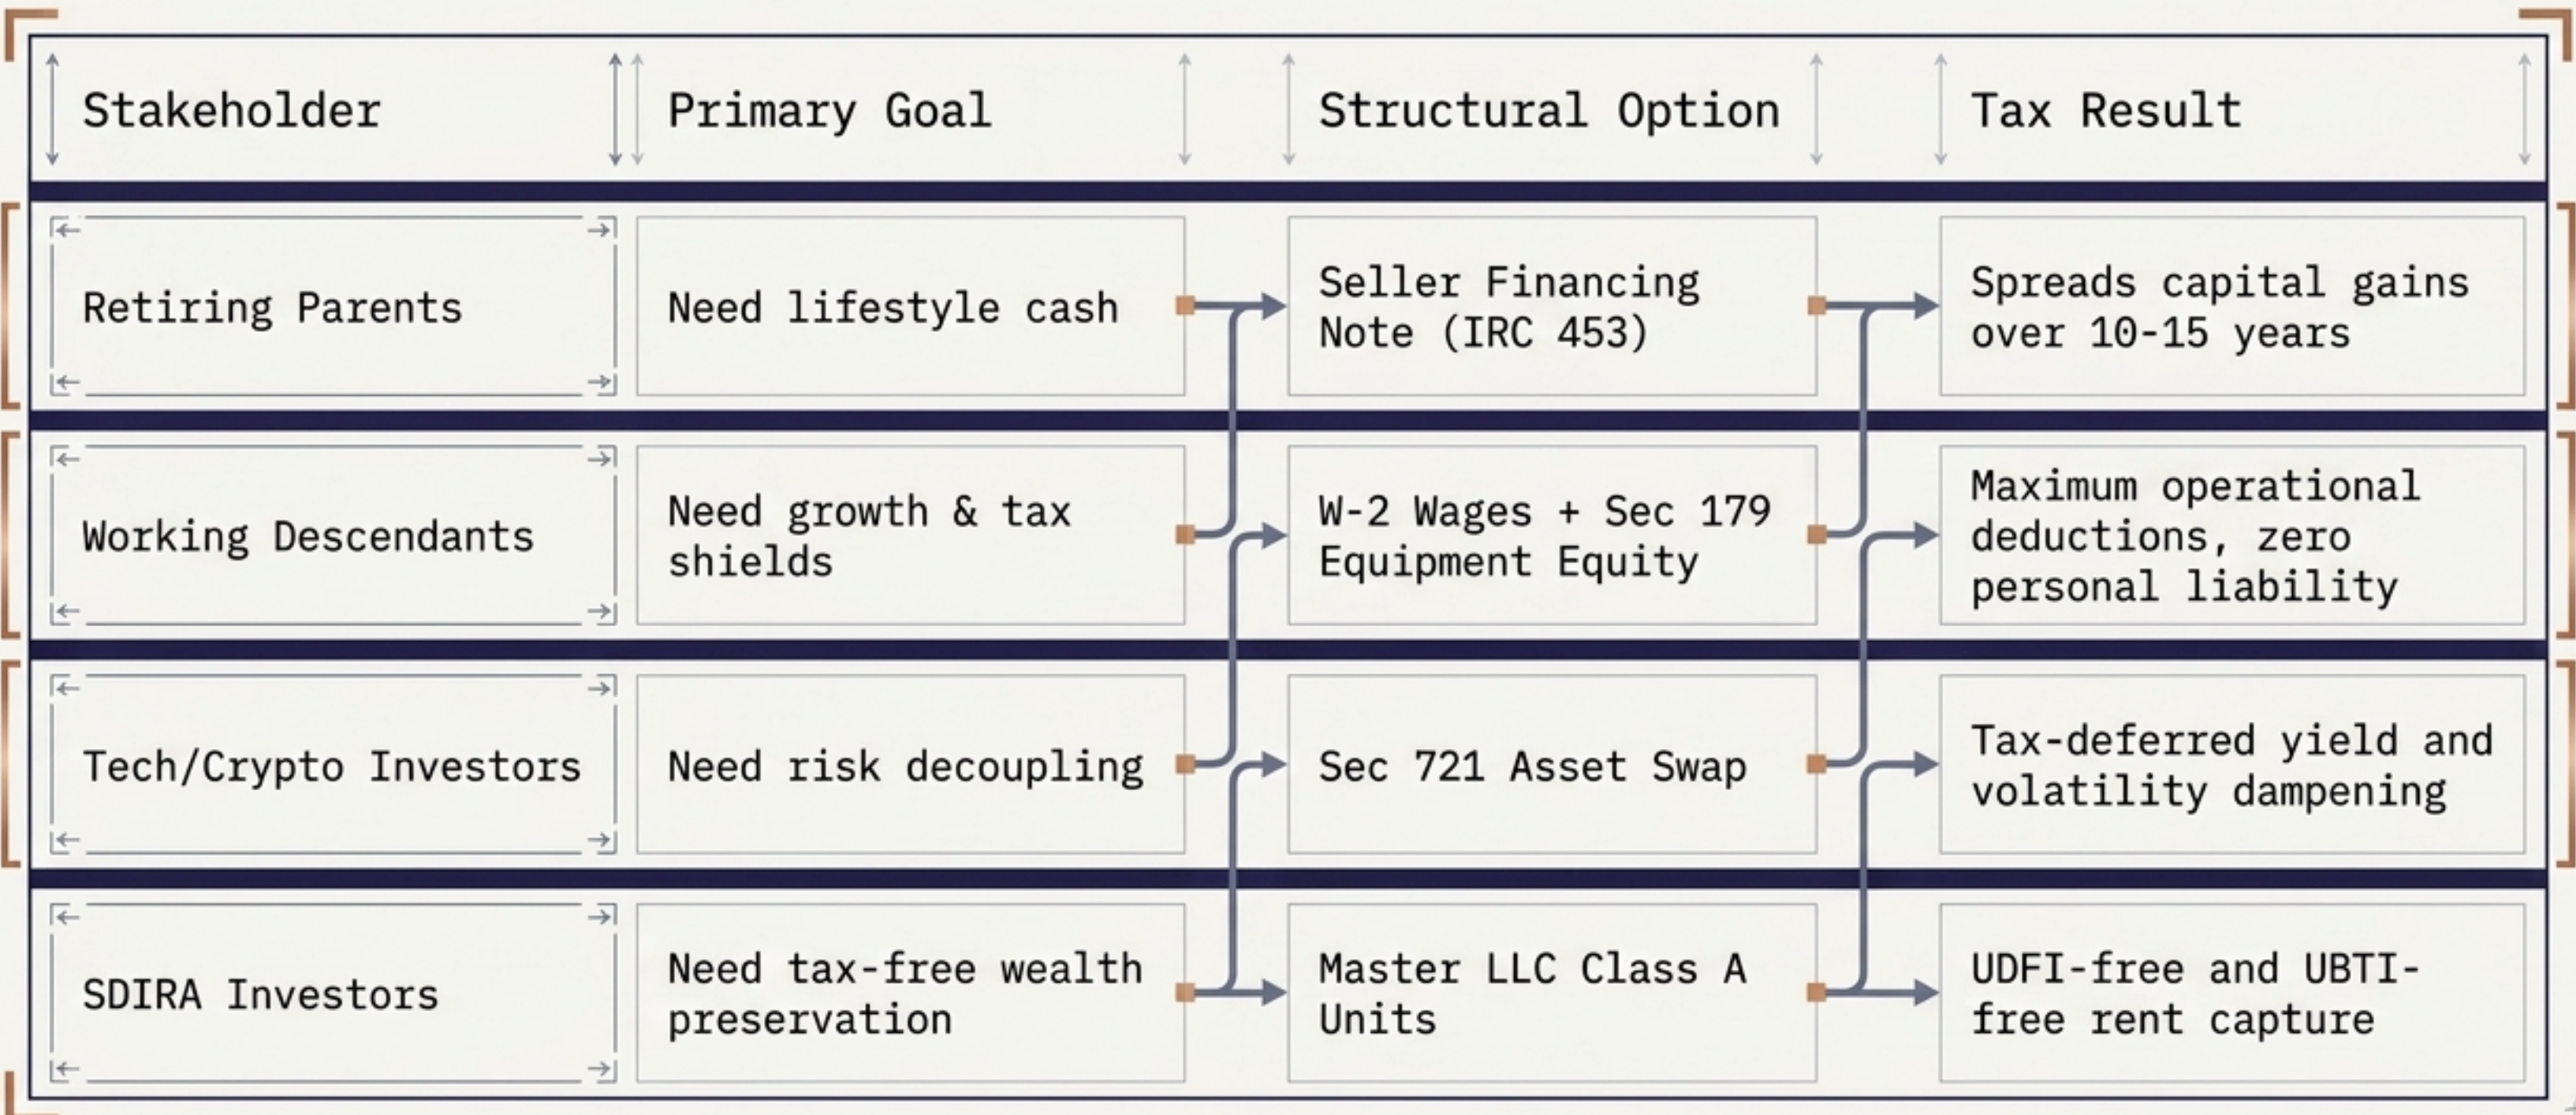 Stakeholder
Primary Goal
Structural Option
Tax Result
Retiring Parents
Need lifestyle cash
Seller Financing
Note (IRC 453)
Spreads capital gains
over 10-15 years
Working Descendants
Need growth & tax
shields
W-2 Wages + Sec 179
Equipment Equity
Maximum operational
deductions, zero
personal liability
Tech/Crypto Investors
Need risk decoupling
Sec 721 Asset Swap
Tax-deferred yield and
volatility dampening
SDIRA Investors
Need tax-free wealth
preservation
Master LLC Class A
Units
UDFI-free and UBTI-
free rent capture